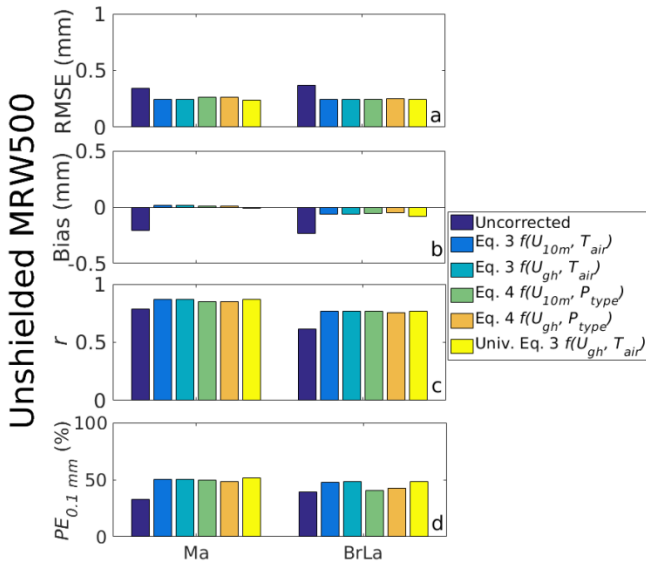 Unshielded MRW500
RMSE (mm)
1
0.5
0
a
Bias (mm)
0.5
0
-0.5
b
r
1
0.5
0
c
PE0.1 mm (%)
100
50
0
d
Ma
BrLa
Uncorrected
Eq. 3 f(U10m, Tair)
Eq. 3 f(Ugh, Tair)
Eq. 4 f(U10m, Ptype)
Eq. 4 f(Ugh, Ptype)
Univ. Eq. 3 f(Ugh, Tair)